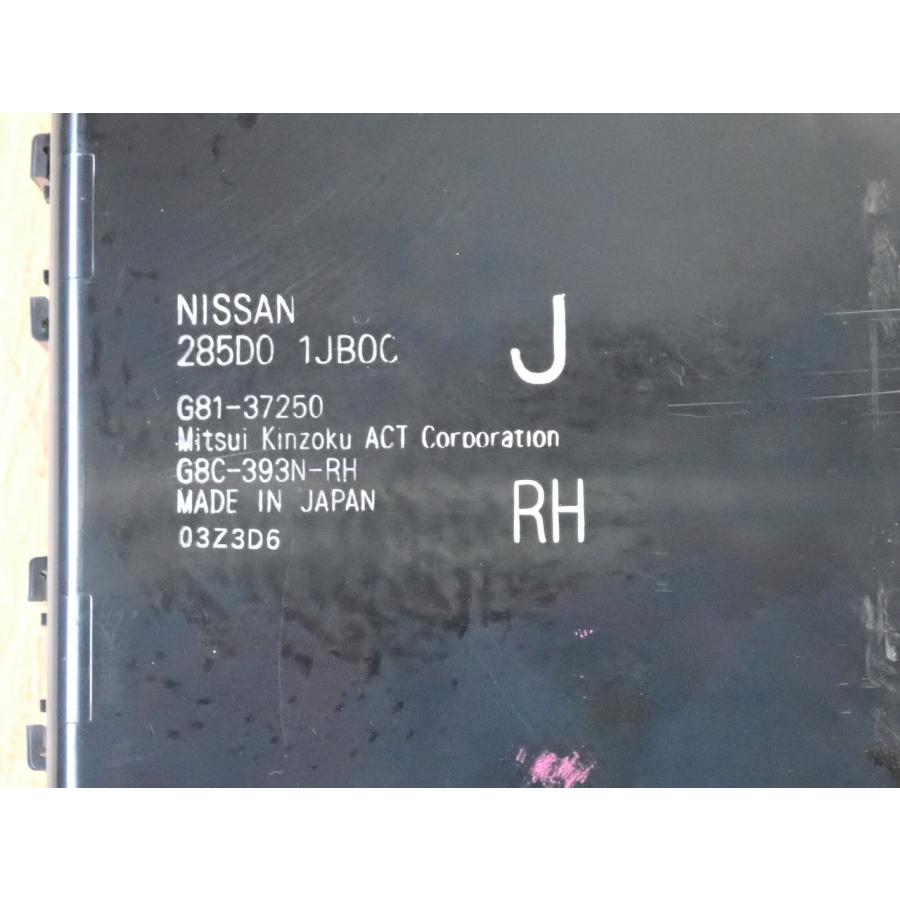 NISSAN
285D0 1JB0C
J
G81-37250
Mitsui Kinzoku ACT Corporation
G8C-393N-RH
MADE IN JAPAN
03Z3D6
RH